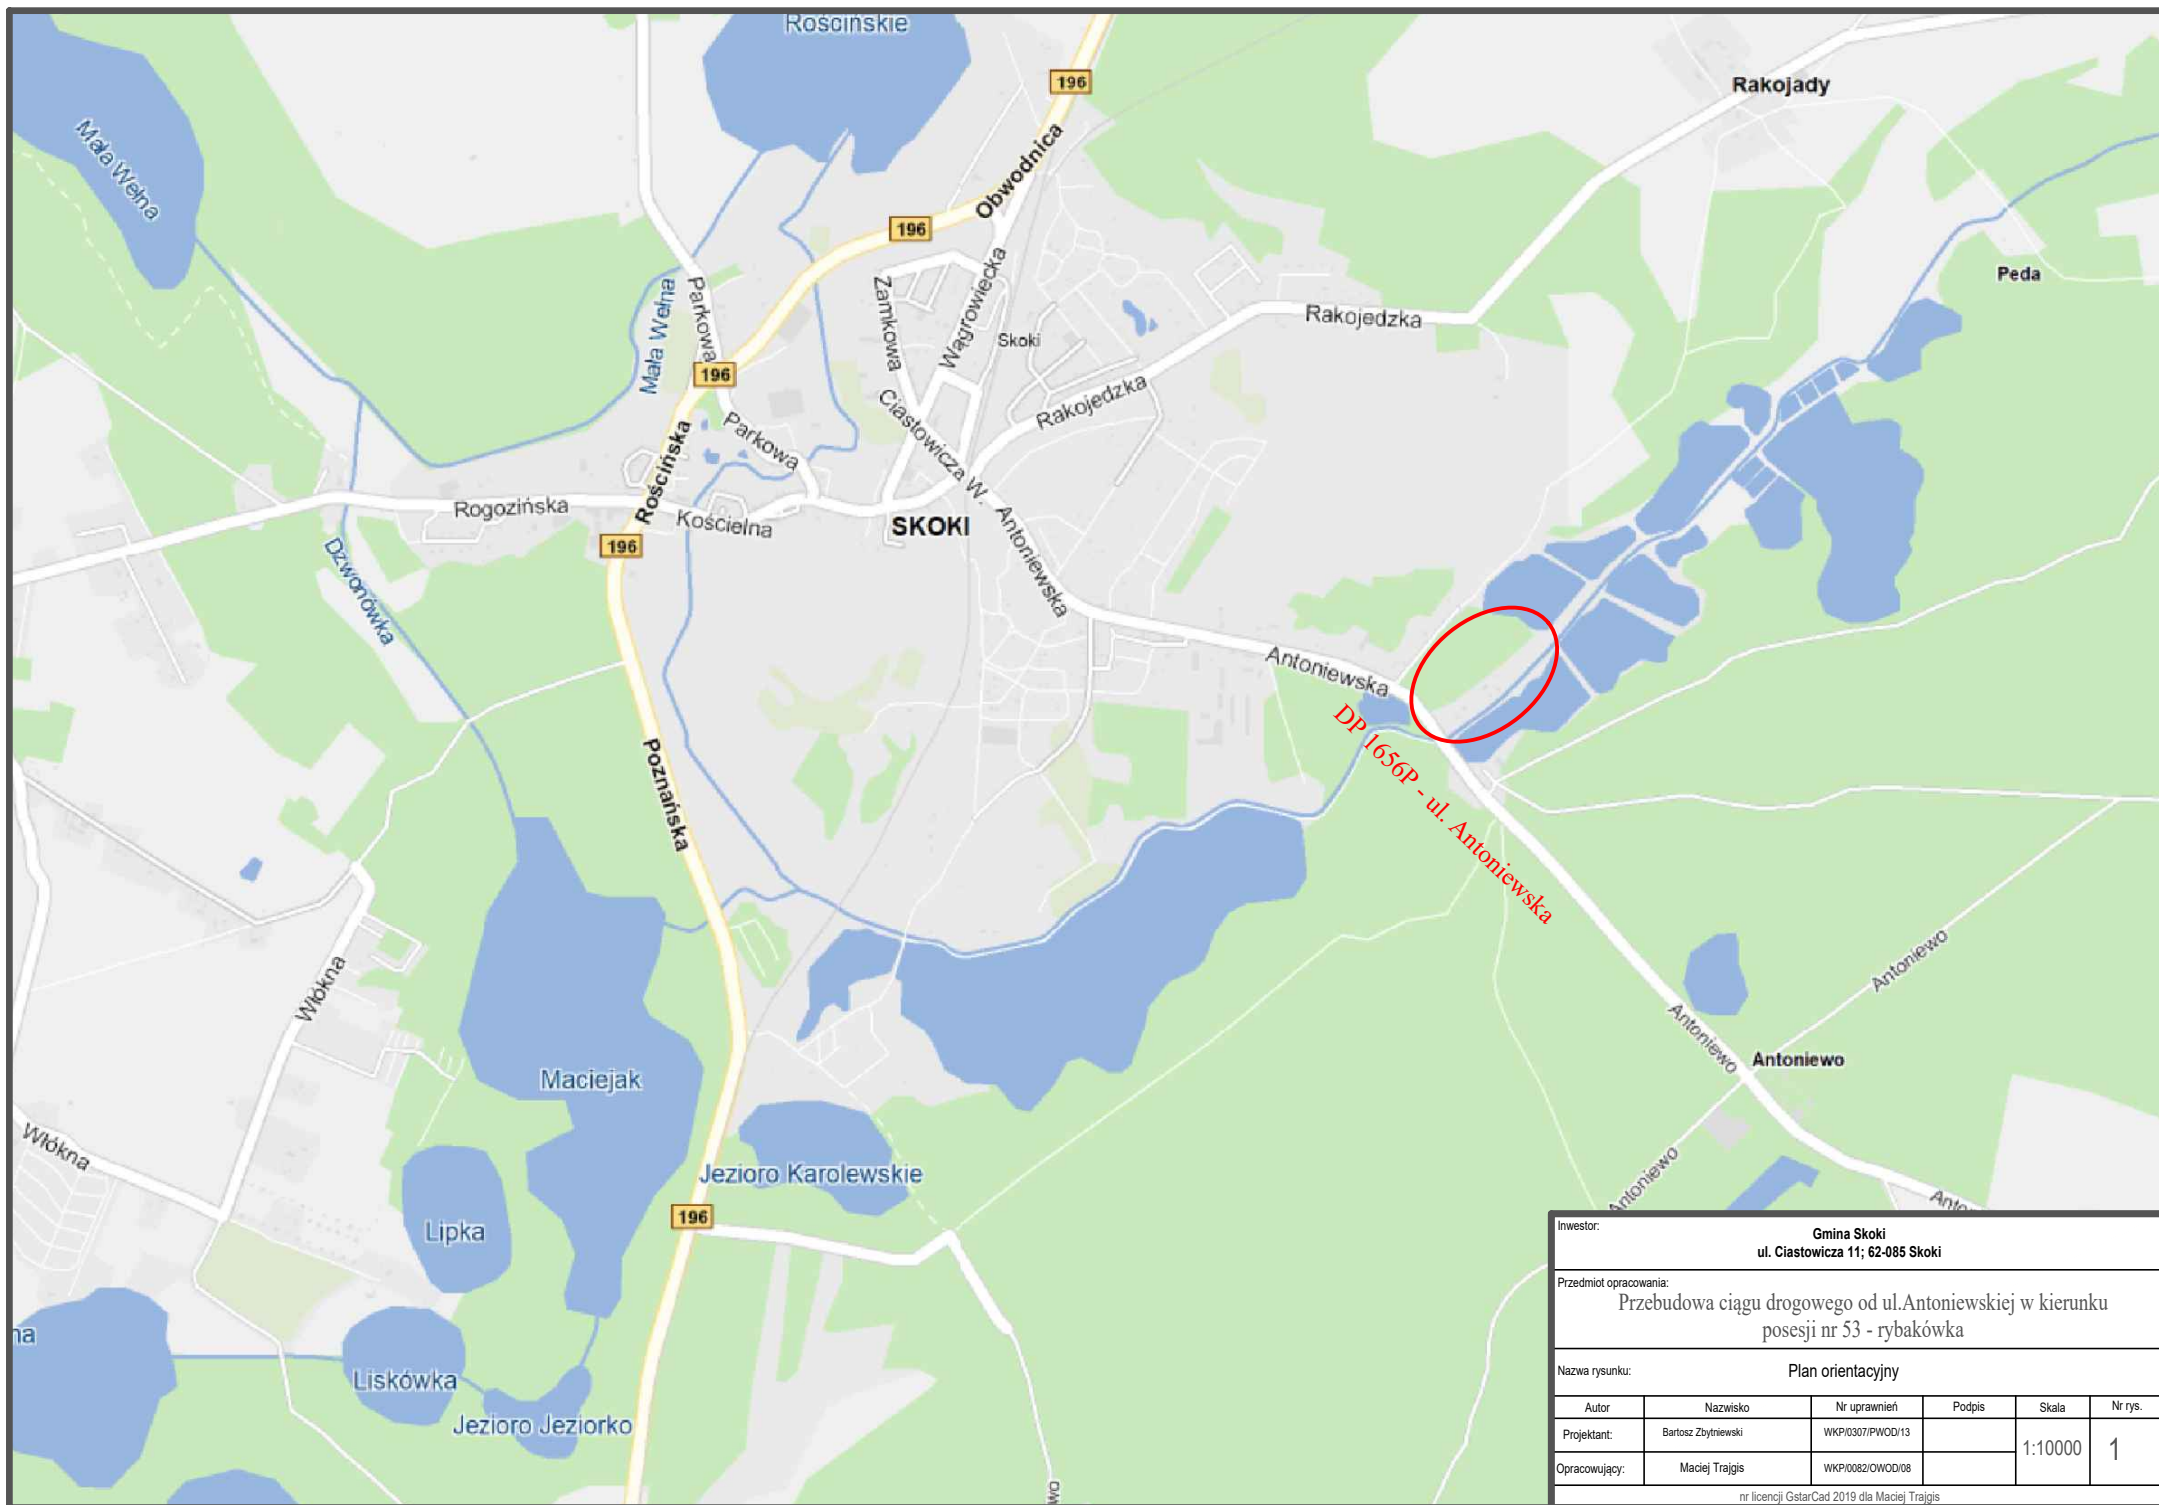 Rościńskie
196
Rakojady
Mała Wełna
Obwodnica
196
Peda
Mała Wełna
Parkowa
Zamkowa
Wągrowiecka
Skoki
Rakojedzka
196
Rakojedzka
Ciastowicza W.
Parkowa
Rościńska
Rogozińska
Kościelna
SKOKI
Antoniewska
196
Dzwonówka
Antoniewska
DP 1656P - ul. Antoniewska
Poznańska
Włókna
Antoniewo
Antoniewo
Antoniewo
Maciejak
Włókna
Jezioro Karolewskie
Antoniewo
196
Lipka
Anto
na
Liskówka
Jezioro Jeziorko
wo
Inwestor:
Gmina Skoki
ul. Ciastowicza 11; 62-085 Skoki
Przedmiot opracowania:
Przebudowa ciągu drogowego od ul.Antoniewskiej w kierunku
posesji nr 53 - rybakówka
Nazwa rysunku: Plan orientacyjny
Autor Nazwisko Nr uprawnień Podpis Skala Nr rys.
Projektant: Bartosz Zbytniewski WKP/0307/PWOD/13 1:10000 1
Opracowujący: Maciej Trajgis WKP/0082/OWOD/08
nr licencji GstarCad 2019 dla Maciej Trajgis